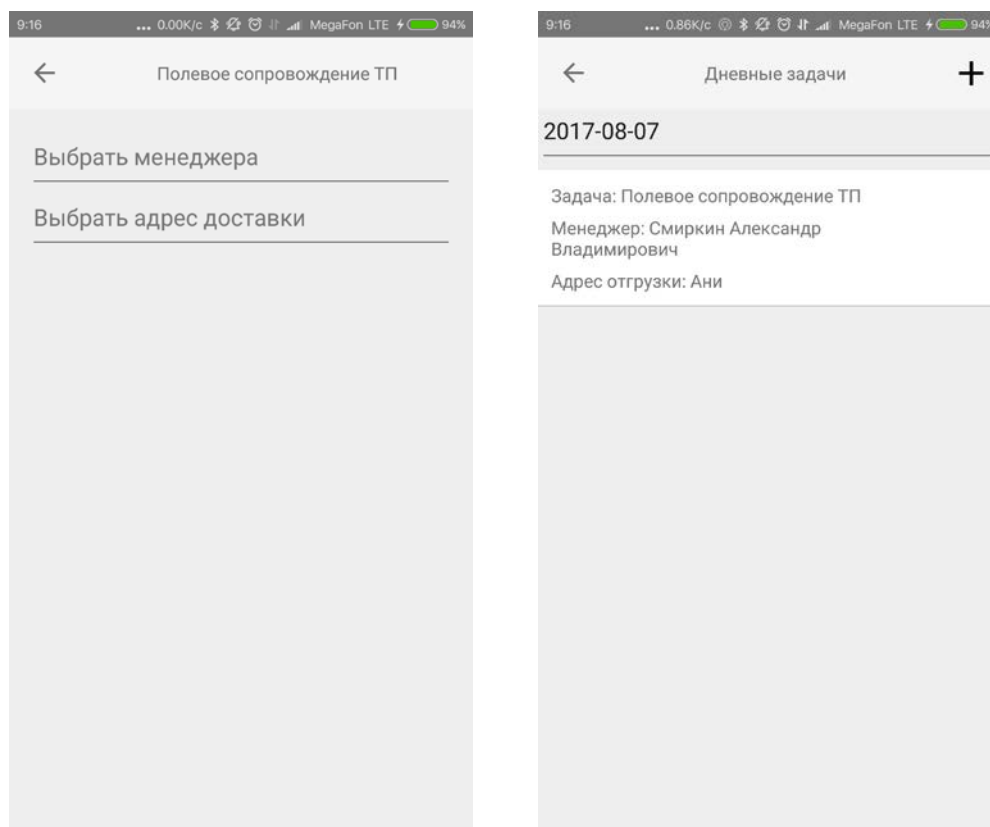 9:16
... 0.00K/c MegaFon LTE 94%
Полевое сопровождение ТП
Выбрать менеджера
Выбрать адрес доставки
9:16
... 0.86K/c MegaFon LTE 94%
Дневные задачи +
2017-08-07
Задача: Полевое сопровождение ТП
Менеджер: Смиркин Александр
Владимирович
Адрес отгрузки: Ани